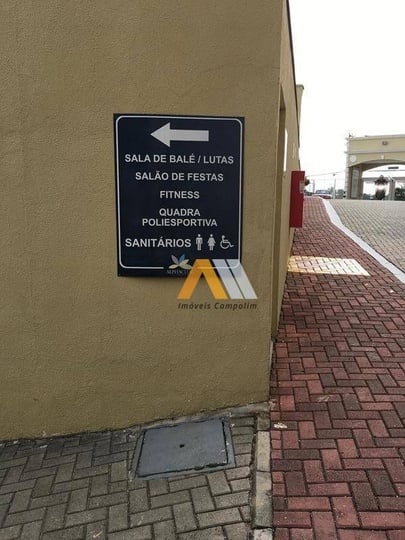 SALA DE BALÉ / LUTAS
SALÃO DE FESTAS
FITNESS
QUADRA
POLIESPORTIVA
SANITÁRIOS
Imóveis Campolim